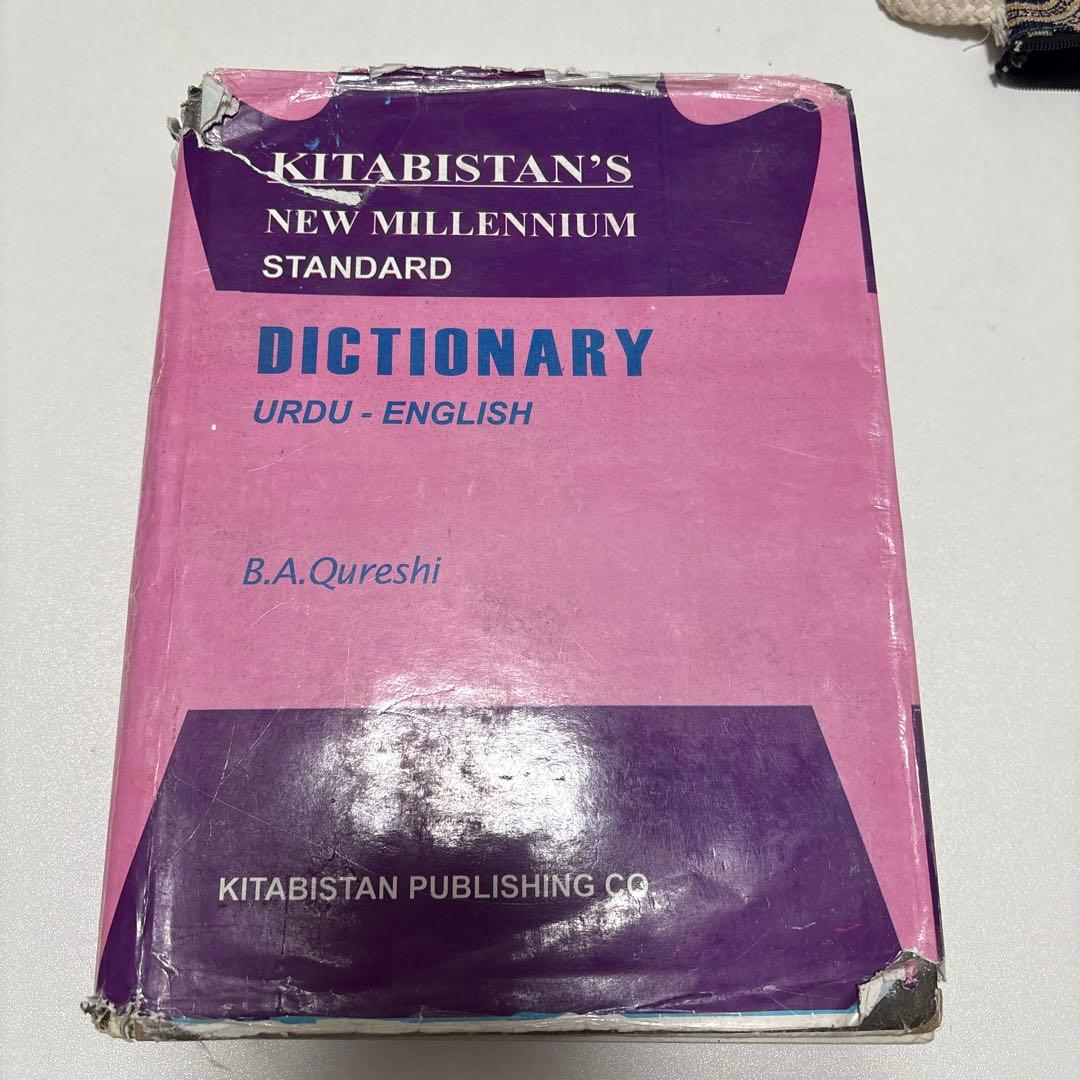 KITABISTAN'S
NEW MILLENNIUM
STANDARD
DICTIONARY
URDU - ENGLISH
B.A.Qureshi
KITABISTAN PUBLISHING CO.